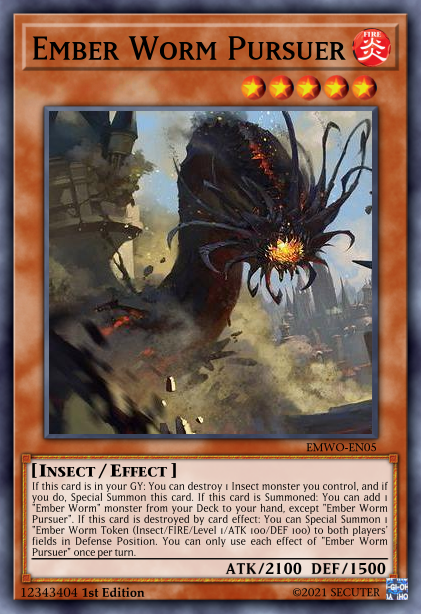 Ember Worm Pursuer
FIRE
炎
EMWO-EN05
[Insect / Effect]
If this card is in your GY: You can destroy 1 Insect monster you control, and if
you do, Special Summon this card. If this card is Summoned: You can add 1
"Ember Worm" monster from your Deck to your hand, except "Ember Worm
Pursuer". If this card is destroyed by card effect: You can Special Summon 1
"Ember Worm Token (Insect/FIRE/Level 1/ATK 100/DEF 100) to both players'
fields in Defense Position. You can only use each effect of "Ember Worm
Pursuer" once per turn.
ATK/2100 DEF/1500
12343404 1st Edition
©2021 SECUTER